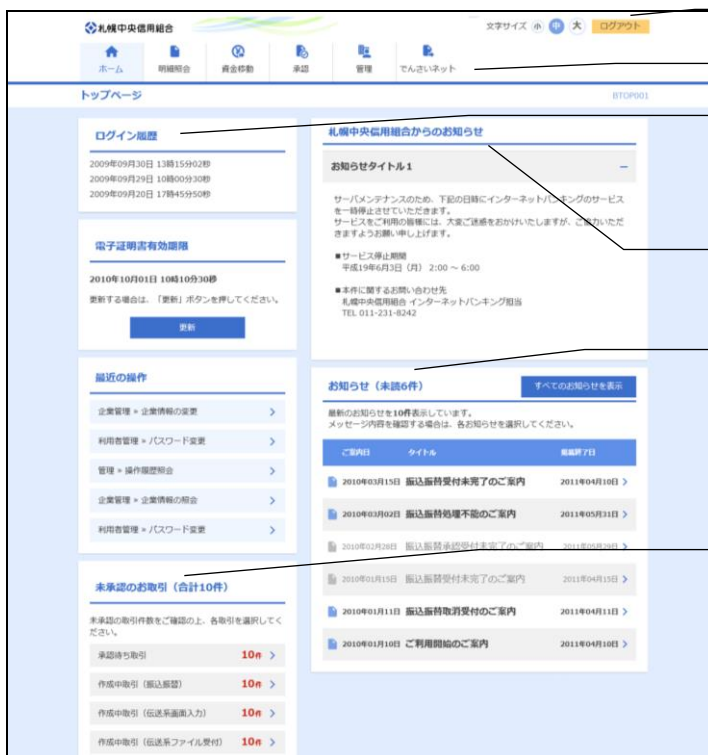 札幌中央信用組合
文字サイズ 小 中 大 ログアウト
ホーム 明細照会 資金移動 承認 管理 でんさいネット
トップページ
BTOP001
ログイン履歴
2009年09月30日 13時15分02秒
2009年09月29日 10時00分30秒
2009年09月20日 17時45分50秒
電子証明書有効期限
2010年10月01日 10時10分30秒
更新する場合は、「更新」ボタンを押してください。
更新
最近の操作
企業管理 » 企業情報の変更
利用者管理 » パスワード変更
管理 » 操作履歴照会
企業管理 » 企業情報の照会
利用者管理 » パスワード変更
未承認のお取引（合計10件）
未承認の取引件数をご確認の上、各取引を選択してく
ださい。
承認待ち取引 10件
作成中取引（振込振替） 10件
作成中取引（伝送系画面入力） 10件
作成中取引（伝送系ファイル受付） 10件
札幌中央信用組合からのお知らせ
お知らせタイトル1
サーバメンテナンスのため、下記の日時にインターネットバンキングのサービス
を一時停止させていただきます。
サービスをご利用の皆様には、大変ご迷惑をおかけいたしますが、ご協力いただ
きますようお願い申し上げます。
■サービス停止期間
平成19年6月3日（月） 2:00 ～ 6:00
■本件に関するお問い合わせ先
札幌中央信用組合 インターネットバンキング担当
TEL 011-231-8242
お知らせ（未読6件）
すべてのお知らせを表示
最新のお知らせを10件表示しています。
メッセージ内容を確認する場合は、各お知らせを選択してください。
ご案内日 タイトル 掲載終了日
2010年03月15日 振込振替受付未完了のご案内 2011年04月10日
2010年03月02日 振込振替処理不能のご案内 2011年05月31日
2010年02月28日 振込振替承認受付未完了のご案内 2011年05月29日
2010年01月15日 振込振替受付未完了のご案内 2011年04月15日
2010年01月11日 振込振替取消受付のご案内 2011年04月11日
2010年01月10日 ご利用開始のご案内 2011年04月10日